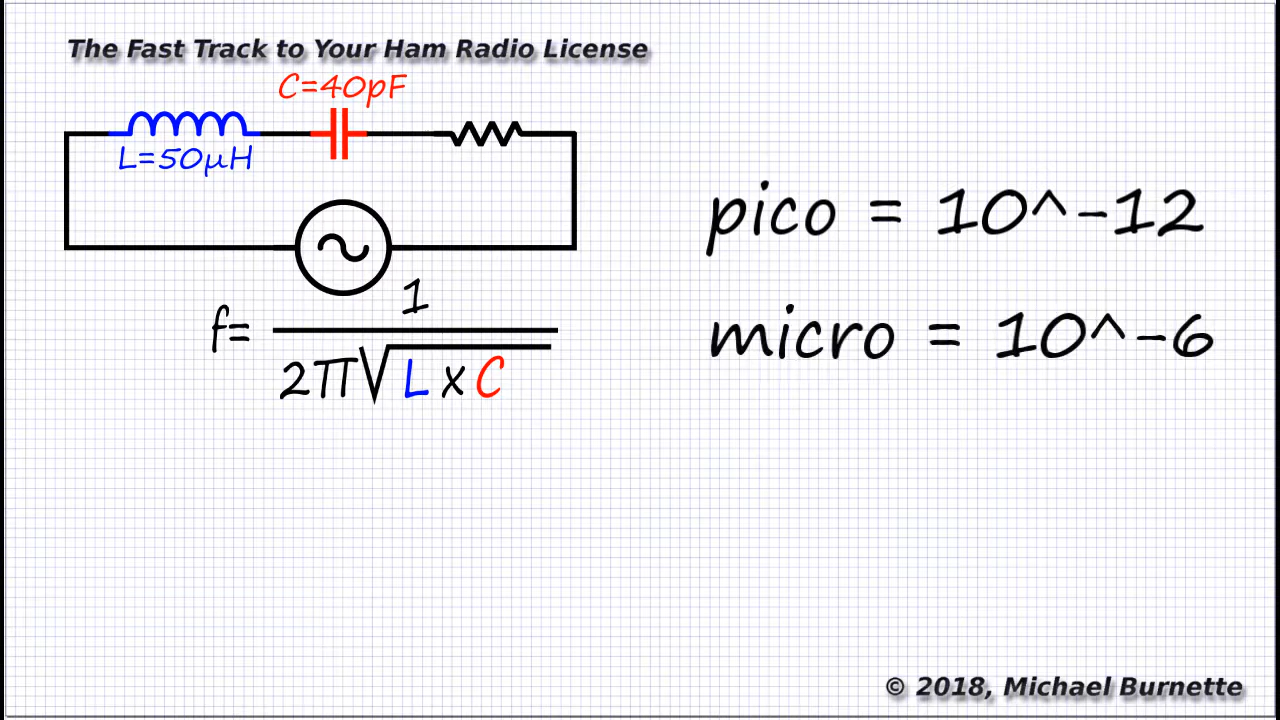 The Fast Track to Your Ham Radio License
C=40pF
L=50µH
pico = 10^-12
f=
1
2π√L x C
micro = 10^-6
© 2018, Michael Burnette